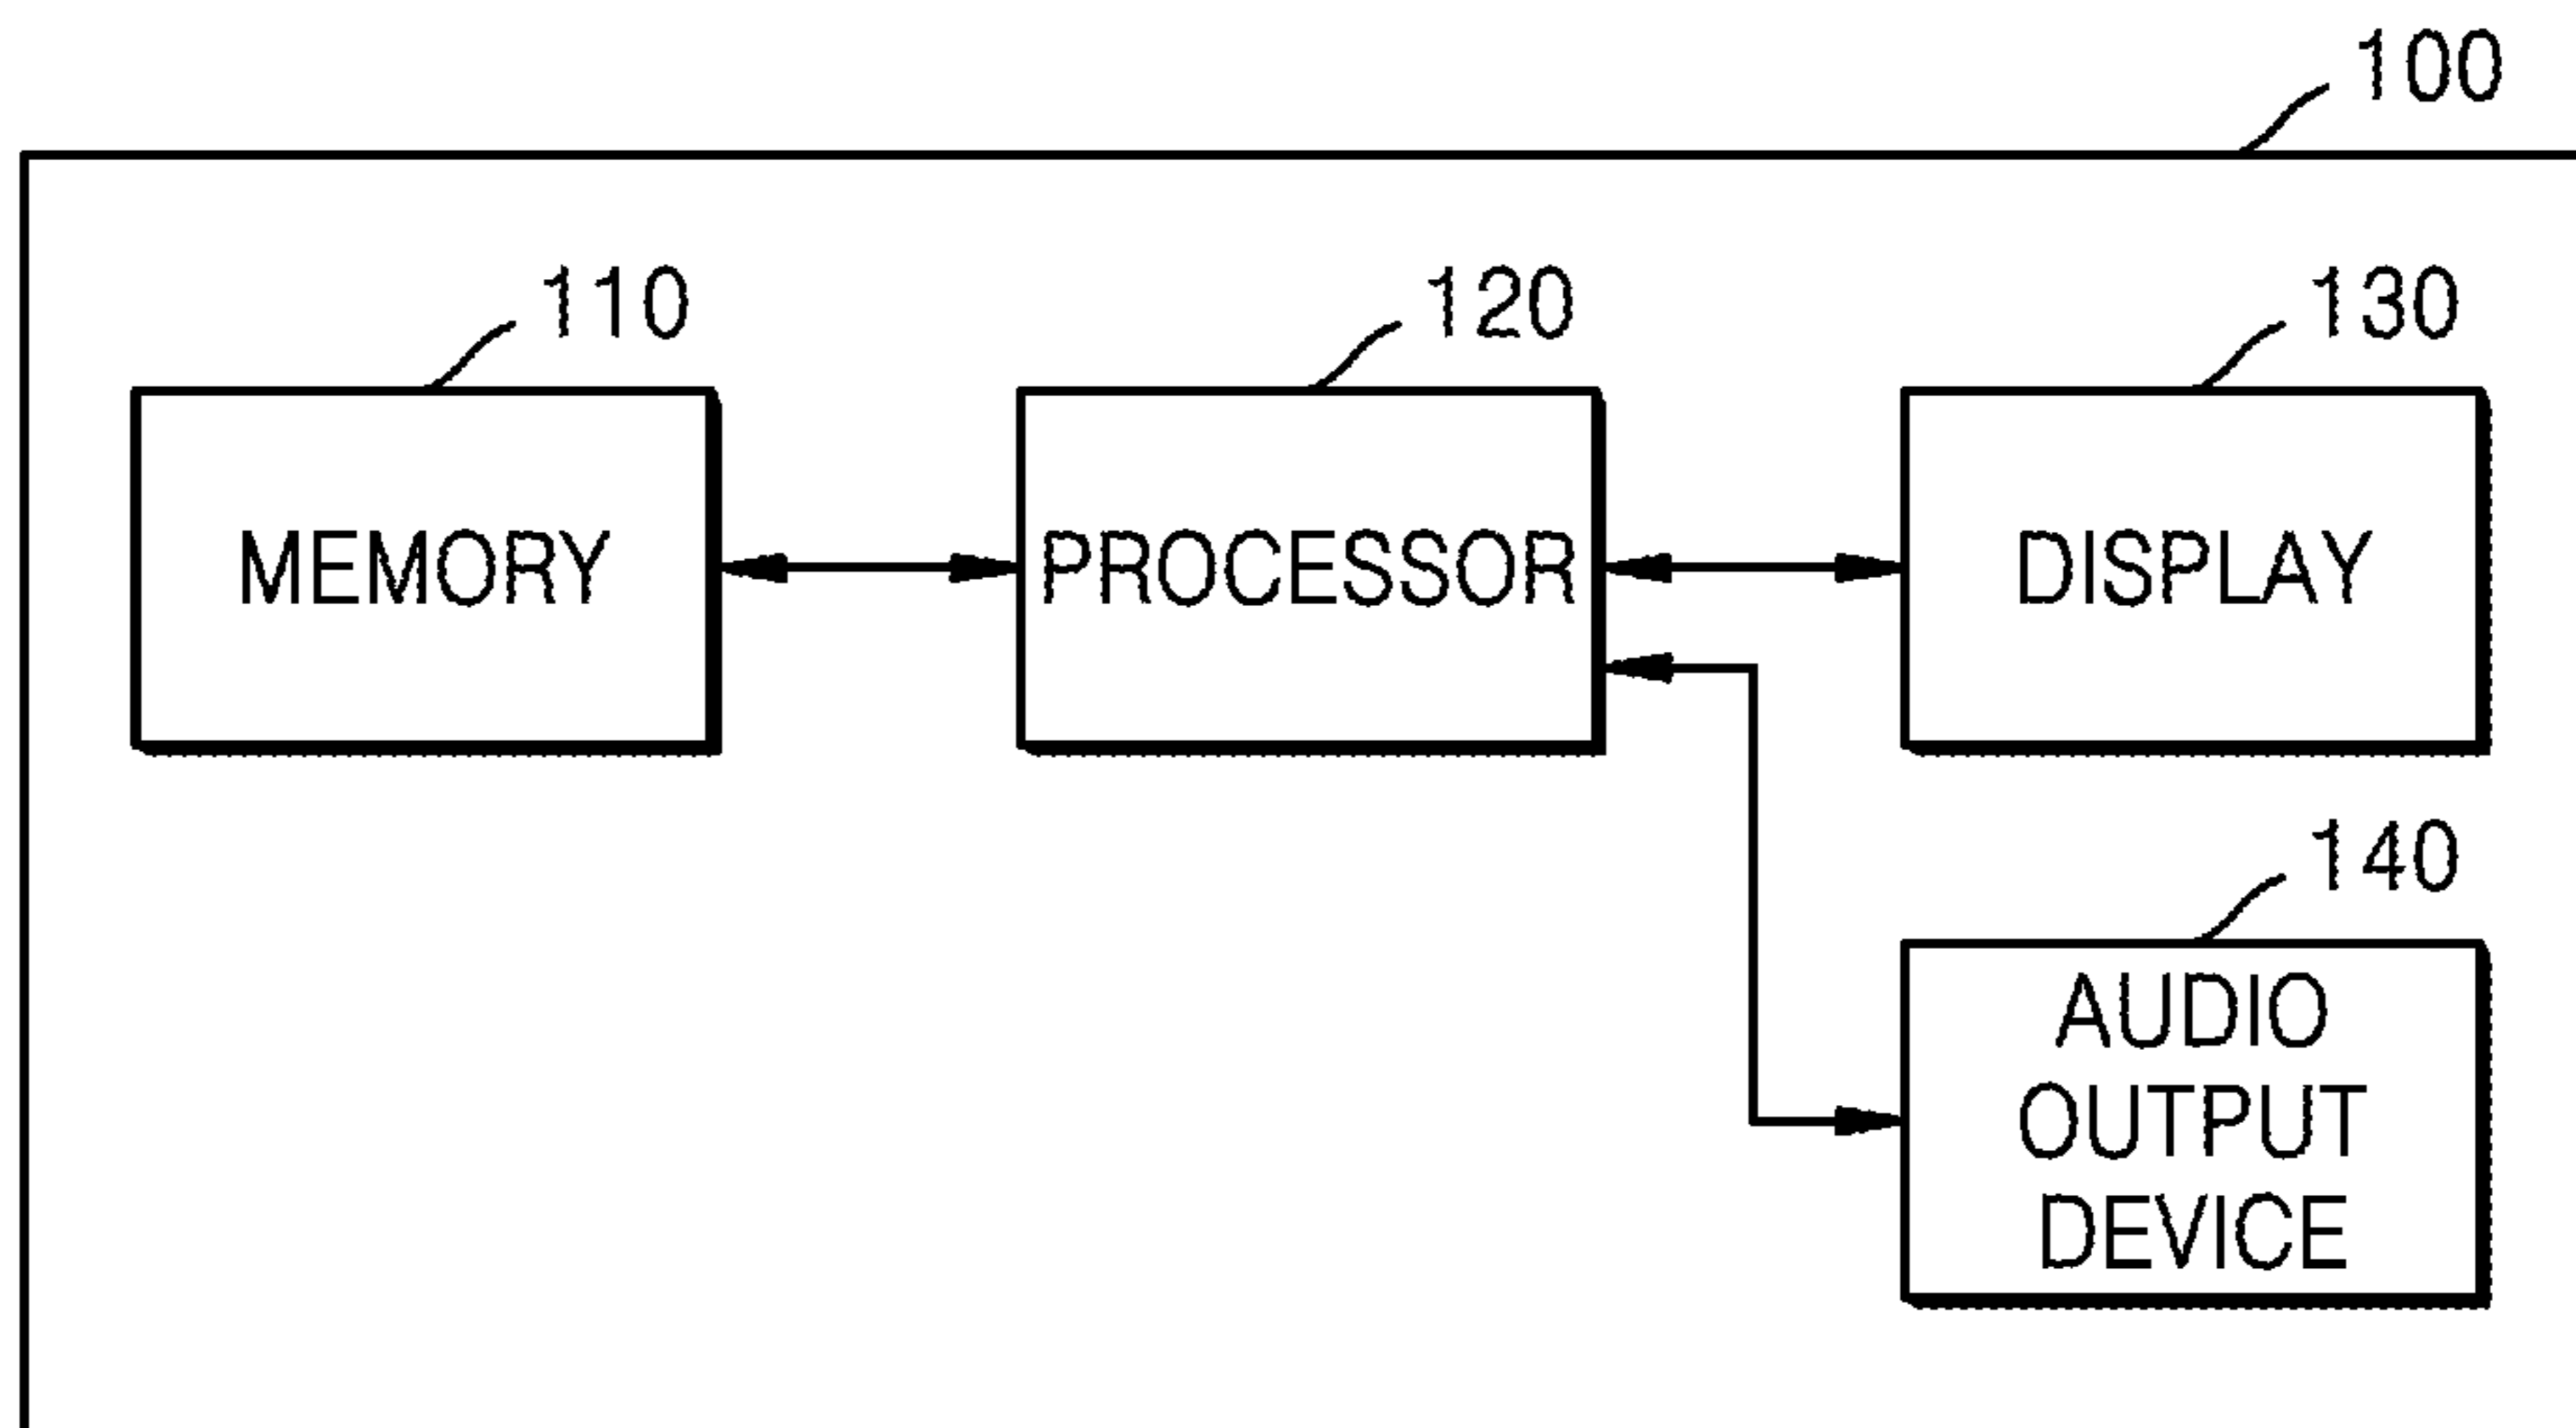 100
110
120
130
MEMORY
PROCESSOR
DISPLAY
140
AUDIO
OUTPUT
DEVICE